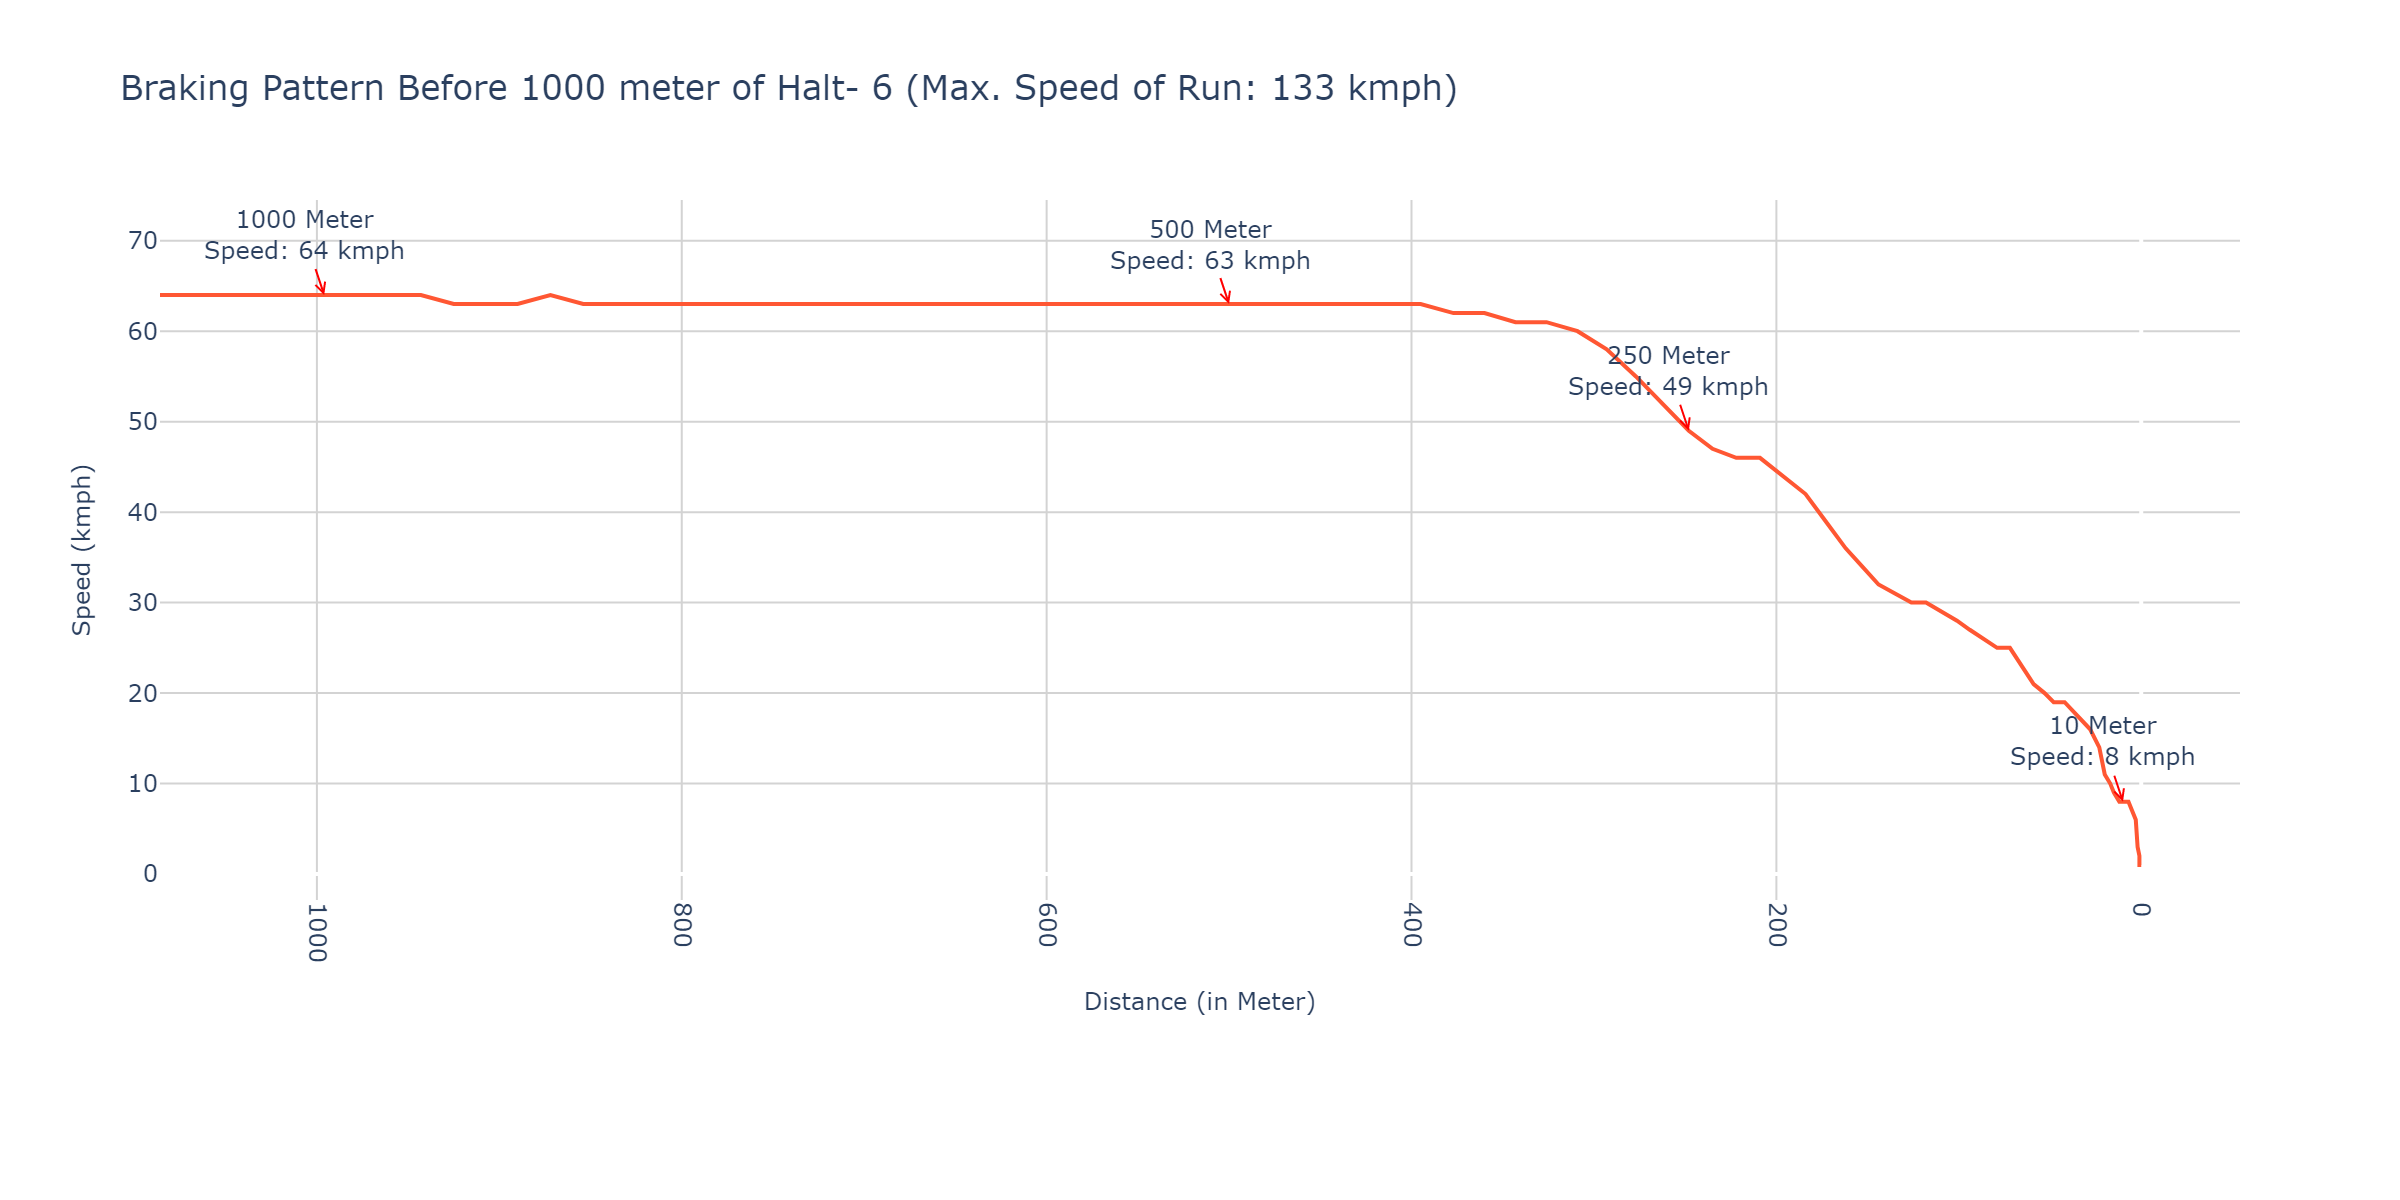 Braking Pattern Before 1000 meter of Halt- 6 (Max. Speed of Run: 133 kmph)
1000 Meter
Speed: 64 kmph
500 Meter
Speed: 63 kmph
250 Meter
Speed: 49 kmph
10 Meter
Speed: 8 kmph
70
60
50
40
30
20
10
0
Speed (kmph)
1000
800
600
400
200
0
Distance (in Meter)